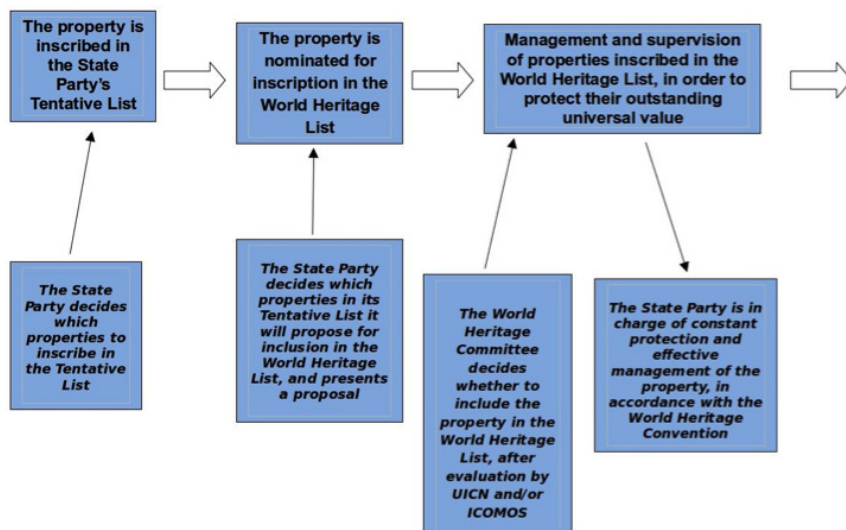 The property is
inscribed in
the State
Party's
Tentative List
The property is
nominated for
inscription in the
World Heritage
List
Management and supervision
of properties inscribed in the
World Heritage List, in order to
protect their outstanding
universal value
The State
Party decides
which
properties to
inscribe in the
Tentative List
The State Party
decides which
properties in its
Tentative List it
will propose for
inclusion in the
World Heritage
List, and presents
a proposal
The World
Heritage
Committee
decides
whether to
include the
property in the
World Heritage
List, after
evaluation by
UICN and/or
ICOMOS
The State Party is in
charge of constant
protection and
effective
management of the
property, in
accordance with the
World Heritage
Convention